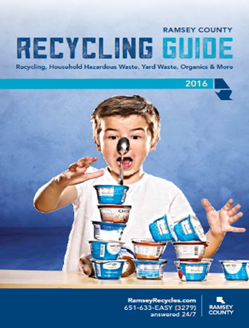 RAMSEY COUNTY
RECYCLING GUIDE
Recycling, Household Hazardous Waste, Yard Waste, Organics & More
2016
RamseyRecycles.com
651-633-EASY (3279)
answered 24/7
RAMSEY
COUNTY